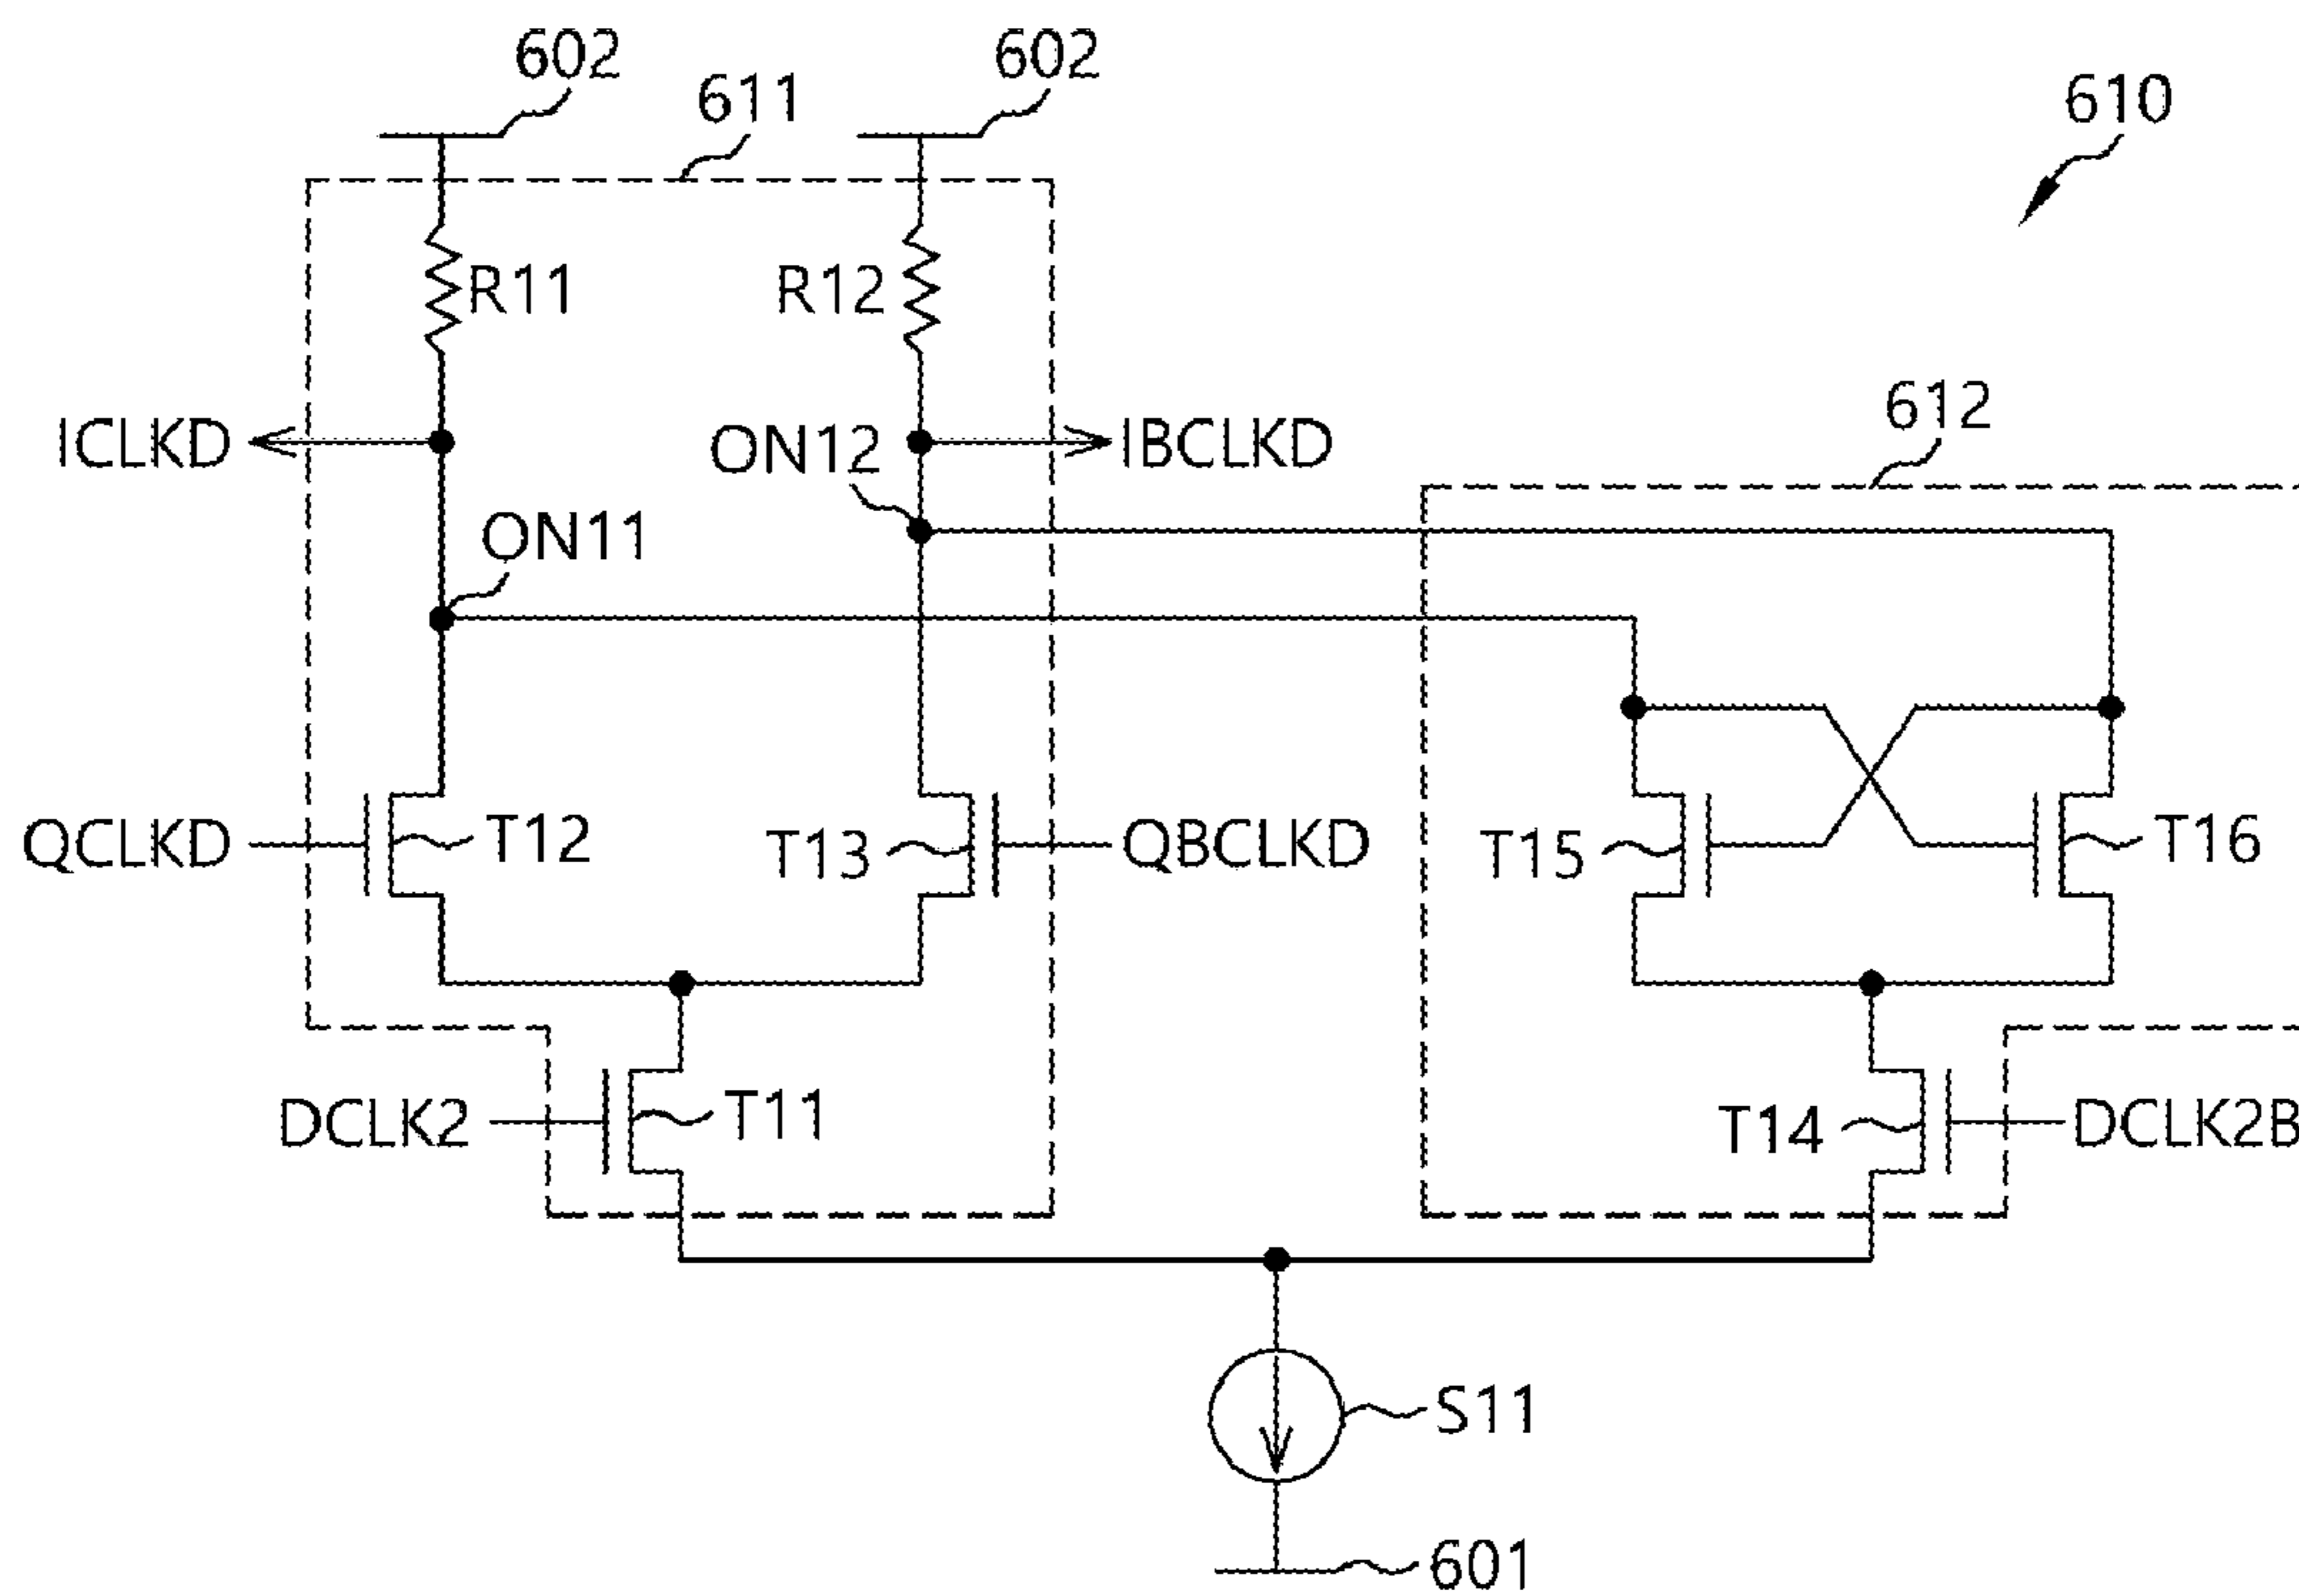 602
602
611
610
R11
R12
612
ICLKD
ON12
IBCLKD
ON11
QCLKD
T12
T13
QBCLKD
T15
T16
DCLK2
T11
T14
DCLK2B
S11
601